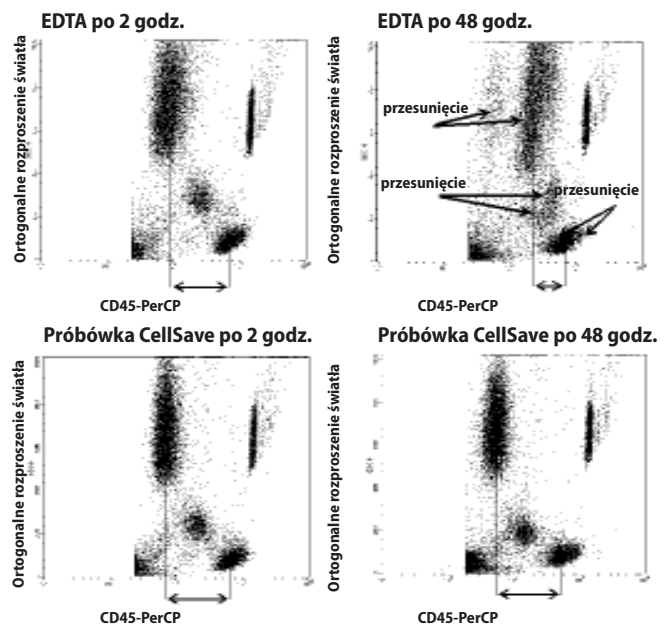 EDTA po 2 godz.
EDTA po 48 godz.
Ortogonalne rozproszenie światła
Ortogonalne rozproszenie światła
przesunięcie
przesunięcie
przesunięcie
CD45-PerCP
CD45-PerCP
Próbówka CellSave po 2 godz.
Próbówka CellSave po 48 godz.
Ortogonalne rozproszenie światła
Ortogonalne rozproszenie światła
CD45-PerCP
CD45-PerCP